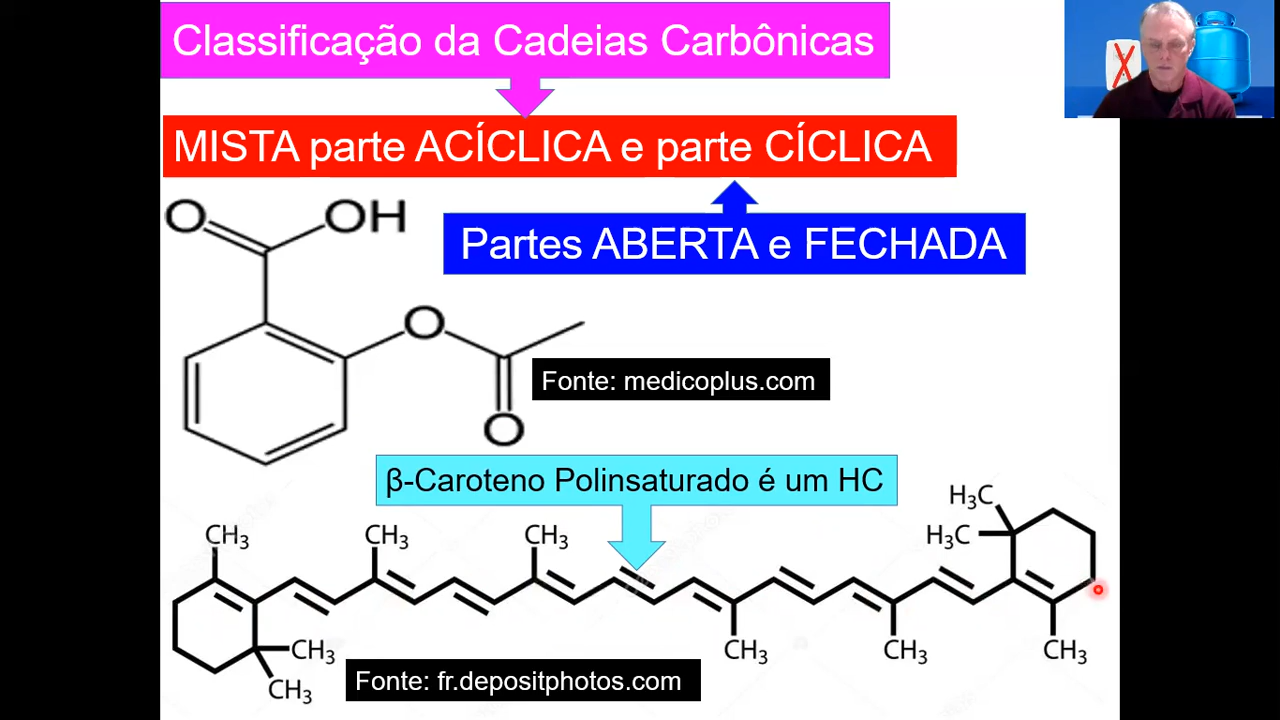 Classificação da Cadeias Carbônicas
MISTA parte ACÍCLICA e parte CÍCLICA
Partes ABERTA e FECHADA
O
OH
O
Fonte: medicoplus.com
O
β-Caroteno Polinsaturado é um HC
H₃C
H₃C
CH₃
CH₃
CH₃
CH₃
CH₃
CH₃
CH₃
CH₃
Fonte: fr.depositphotos.com